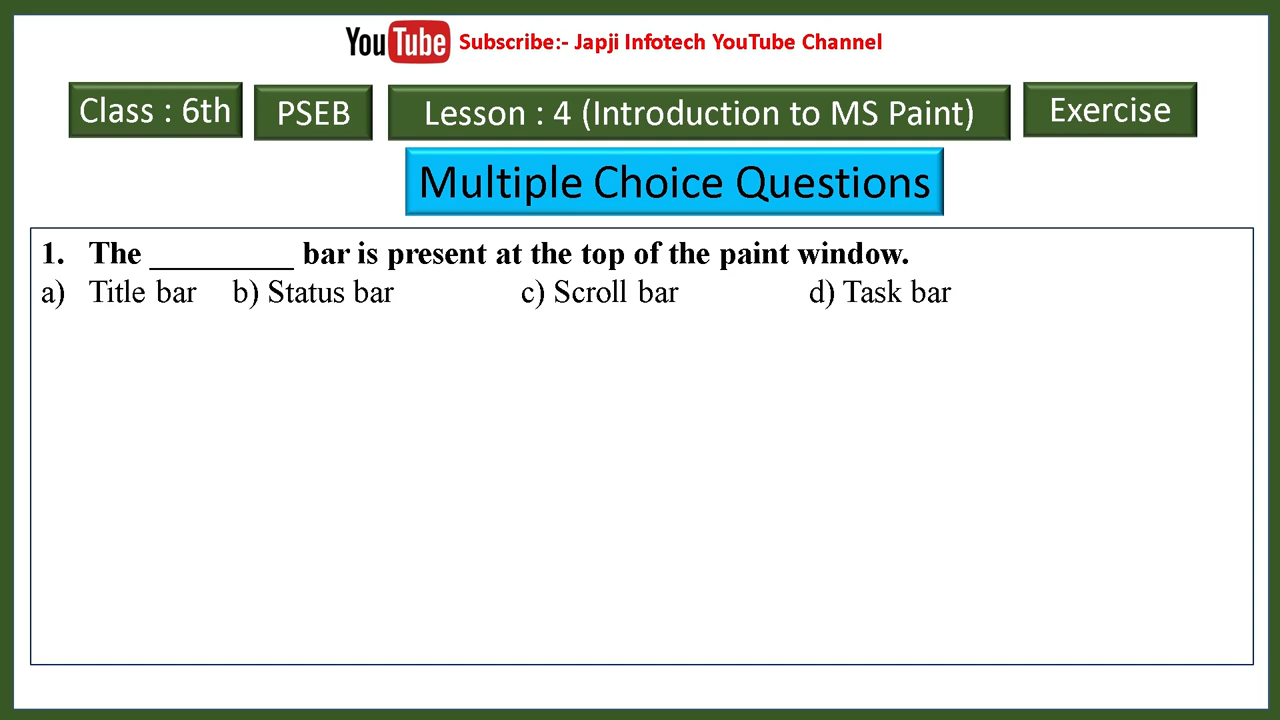 YouTube Subscribe:- Japji Infotech YouTube Channel
Class : 6th PSEB Lesson : 4 (Introduction to MS Paint) Exercise
Multiple Choice Questions
1. The _________ bar is present at the top of the paint window.
a) Title bar b) Status bar c) Scroll bar d) Task bar